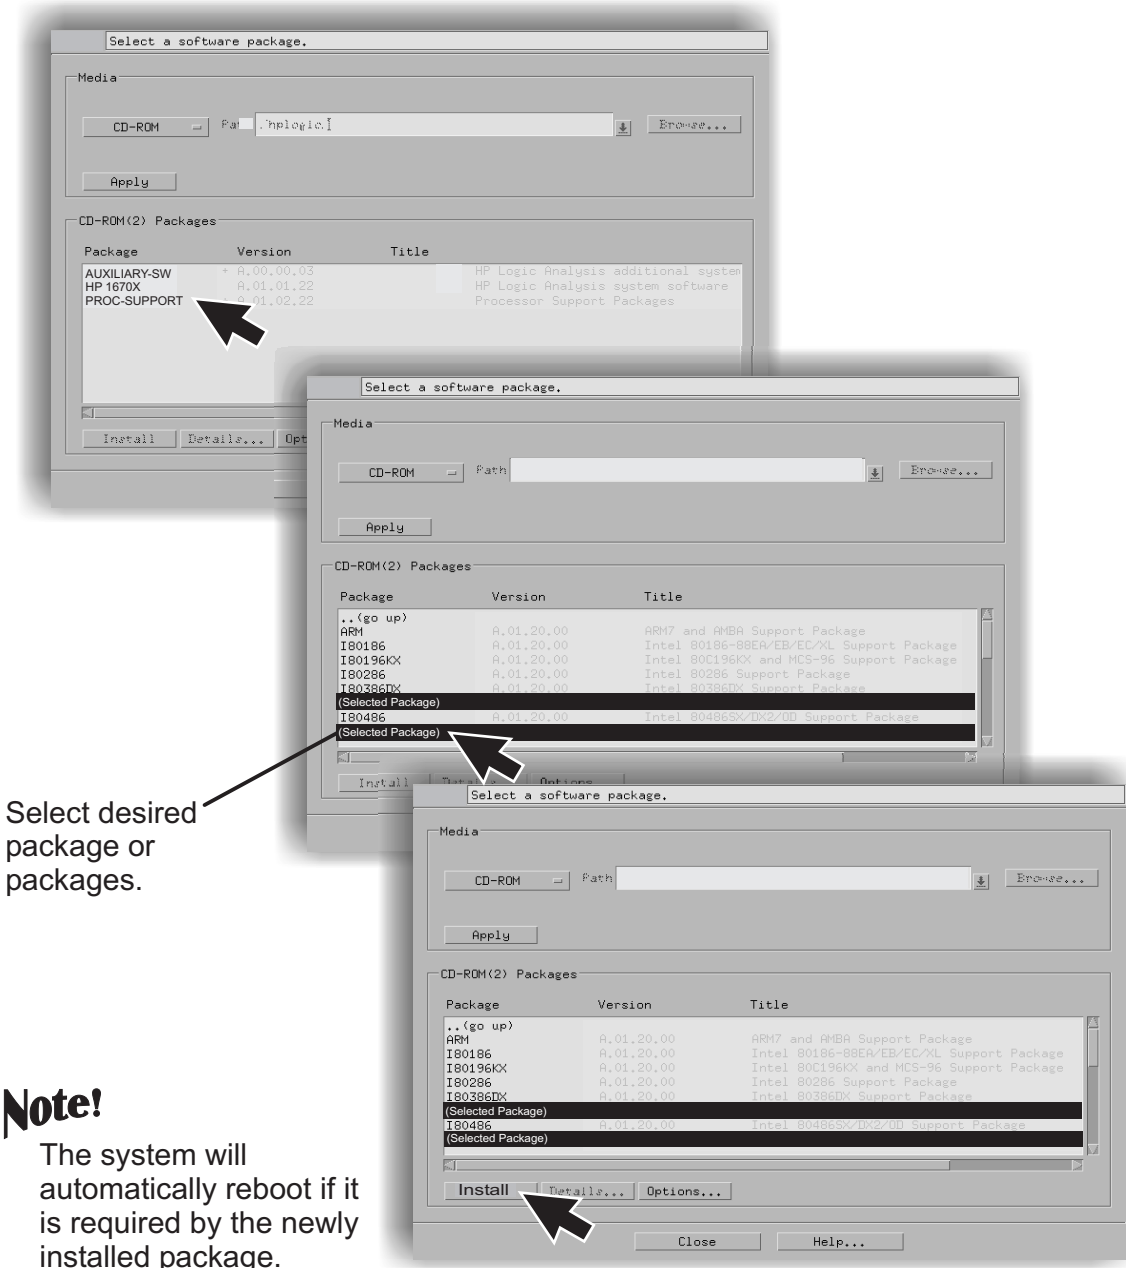 Select a software package.
Media
CD-ROM
.hplogic.
Browse...
Apply
CD-ROM(2) Packages
Package Version Title
AUXILIARY-SW + A.00.00.03 HP Logic Analysis additional system
HP 1670X A.01.01.22 HP Logic Analysis system software
PROC-SUPPORT A.01.02.22 Processor Support Packages
Install Details...
Select a software package.
Media
CD-ROM Path Browse...
Apply
CD-ROM(2) Packages
Package Version Title
..(go up)
ARM A.01.20.00 ARM7 and AMBA Support Package
I80186 A.01.20.00 Intel 80186-88EA/EB/EC/XL Support Package
I80196KX A.01.20.00 Intel 80C196KX and MCS-96 Support Package
I80286 A.01.20.00 Intel 80286 Support Package
I80386DX A.01.20.00 Intel 80386DX Support Package
(Selected Package)
I80486 A.01.20.00 Intel 80486SX/DX2/OD Support Package
(Selected Package)
Install Options...
Select desired
package or
packages.
Select a software package.
Media
CD-ROM Path Browse...
Apply
CD-ROM(2) Packages
Package Version Title
..(go up)
ARM A.01.20.00 ARM7 and AMBA Support Package
I80186 A.01.20.00 Intel 80186-88EA/EB/EC/XL Support Package
I80196KX A.01.20.00 Intel 80C196KX and MCS-96 Support Package
I80286 A.01.20.00 Intel 80286 Support Package
I80386DX A.01.20.00 Intel 80386DX Support Package
(Selected Package)
I80486 A.01.20.00 Intel 80486SX/DX2/OD Support Package
(Selected Package)
Install Details... Options...
Close Help...
Note!
The system will
automatically reboot if it
is required by the newly
installed package.